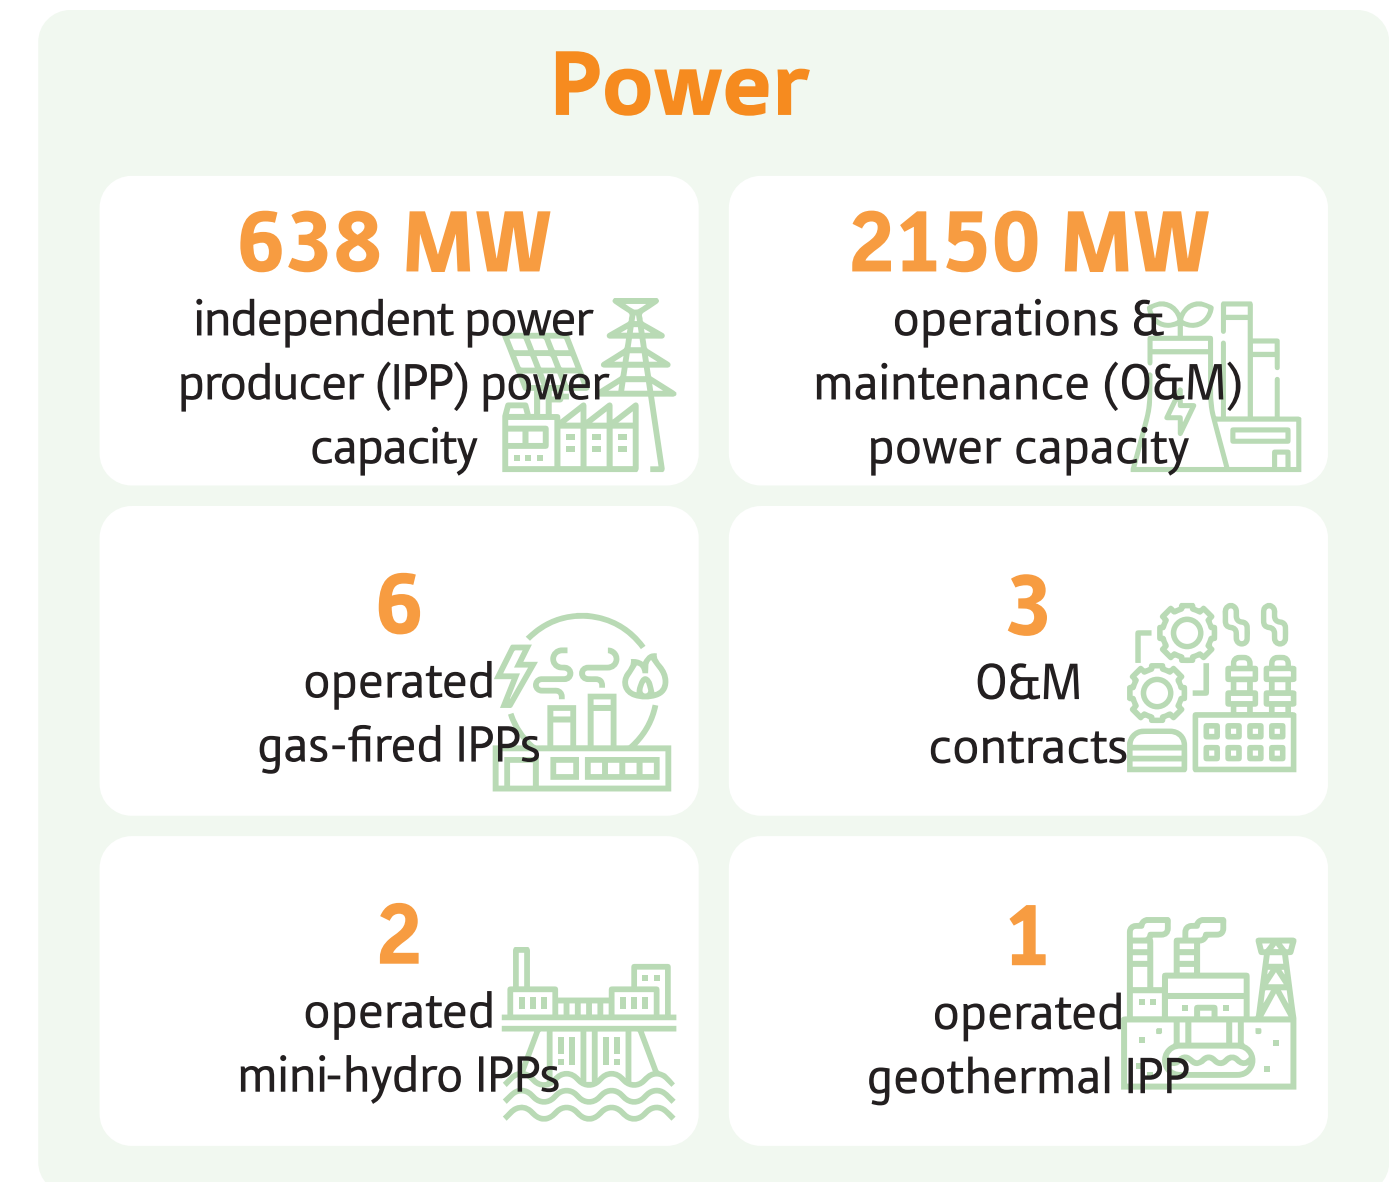 Power
638 MW
independent power
producer (IPP) power
capacity
2150 MW
operations &
maintenance (O&M)
power capacity
6
operated
gas-fired IPPs
3
O&M
contracts
2
operated
mini-hydro IPPs
1
operated
geothermal IPP